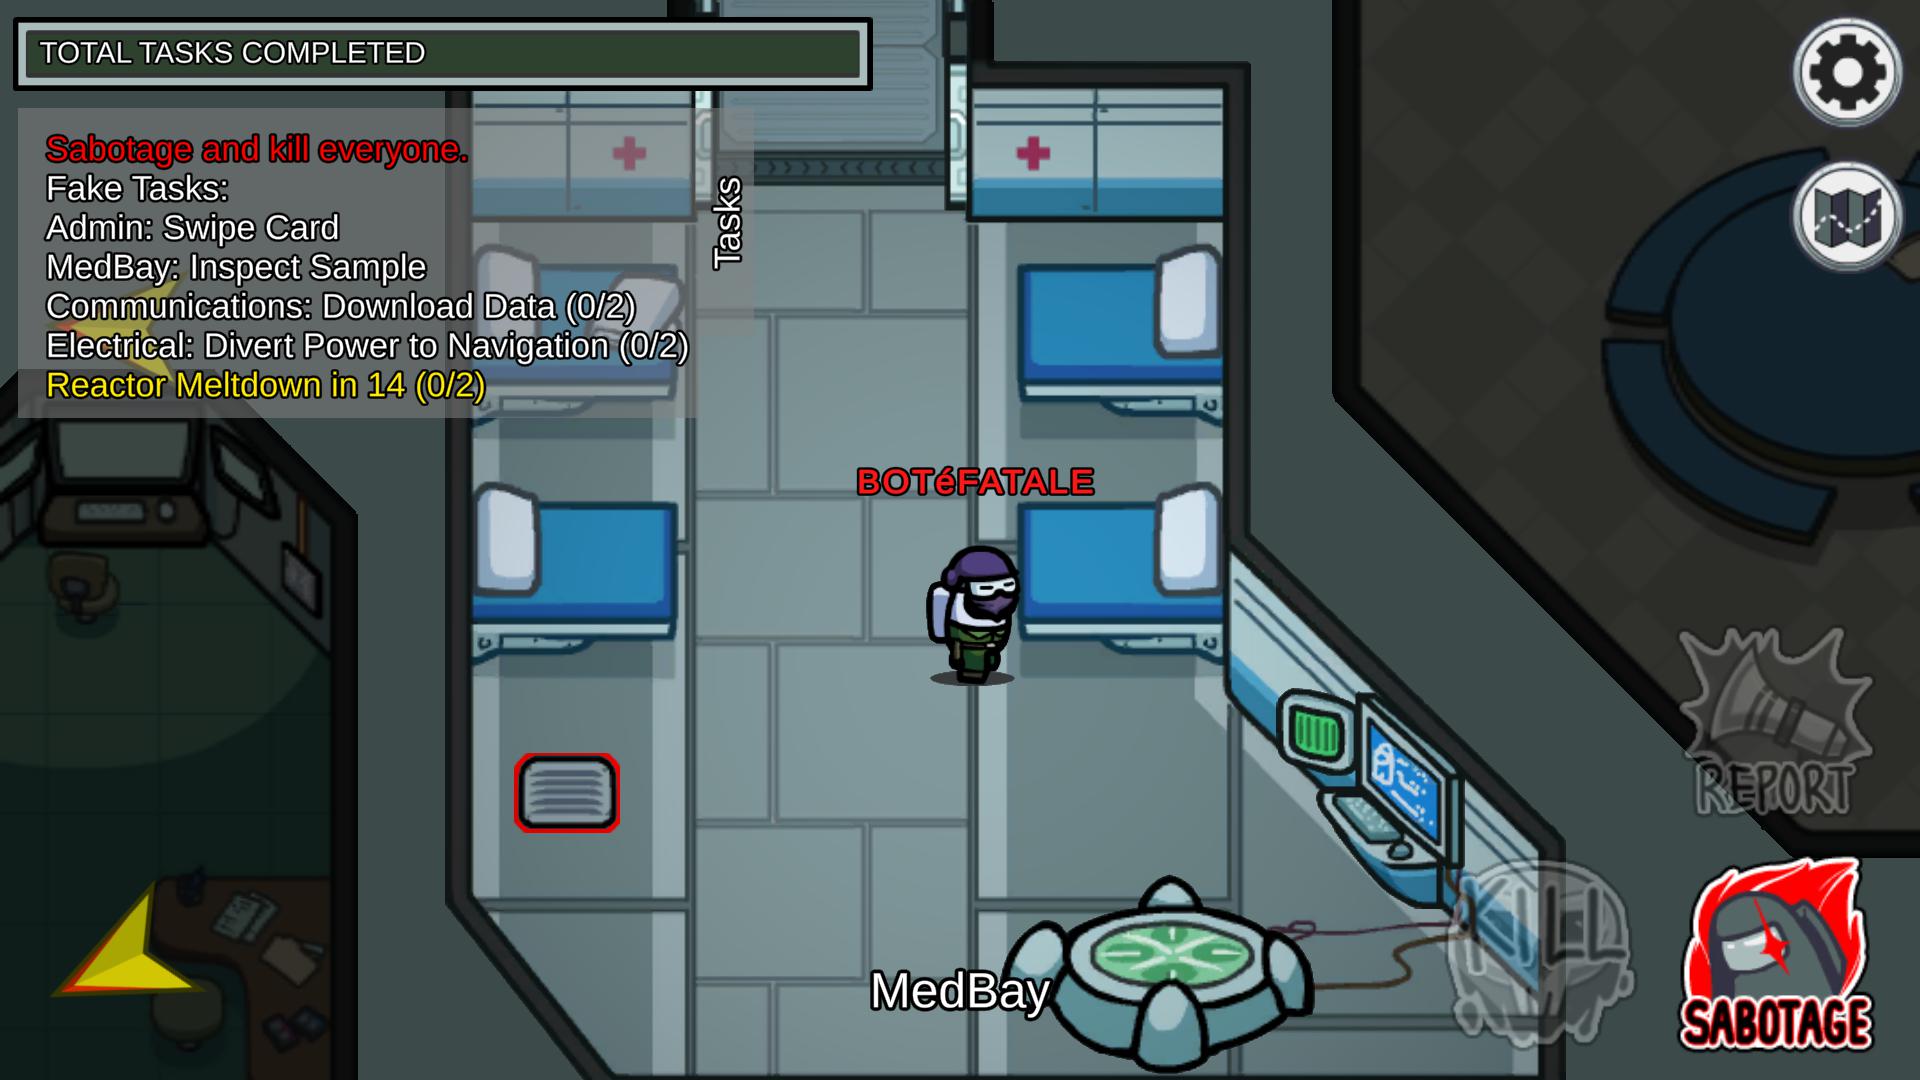 TOTAL TASKS COMPLETED
Sabotage and kill everyone.
Fake Tasks:
Admin: Swipe Card
MedBay: Inspect Sample
Communications: Download Data (0/2)
Electrical: Divert Power to Navigation (0/2)
Reactor Meltdown in 14 (0/2)
Tasks
BOTéFATALE
REPORT
MedBay
KILL
SABOTAGE